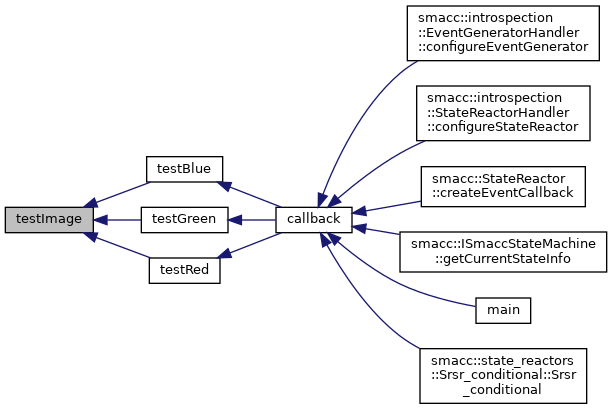 smacc::introspection
::EventGeneratorHandler
::configureEventGenerator
smacc::introspection
::StateReactorHandler
::configureStateReactor
testBlue
smacc::StateReactor
::createEventCallback
testImage
testGreen
callback
smacc::ISmaccStateMachine
::getCurrentStateInfo
testRed
main
smacc::state_reactors
::Srsr_conditional::Srsr
_conditional